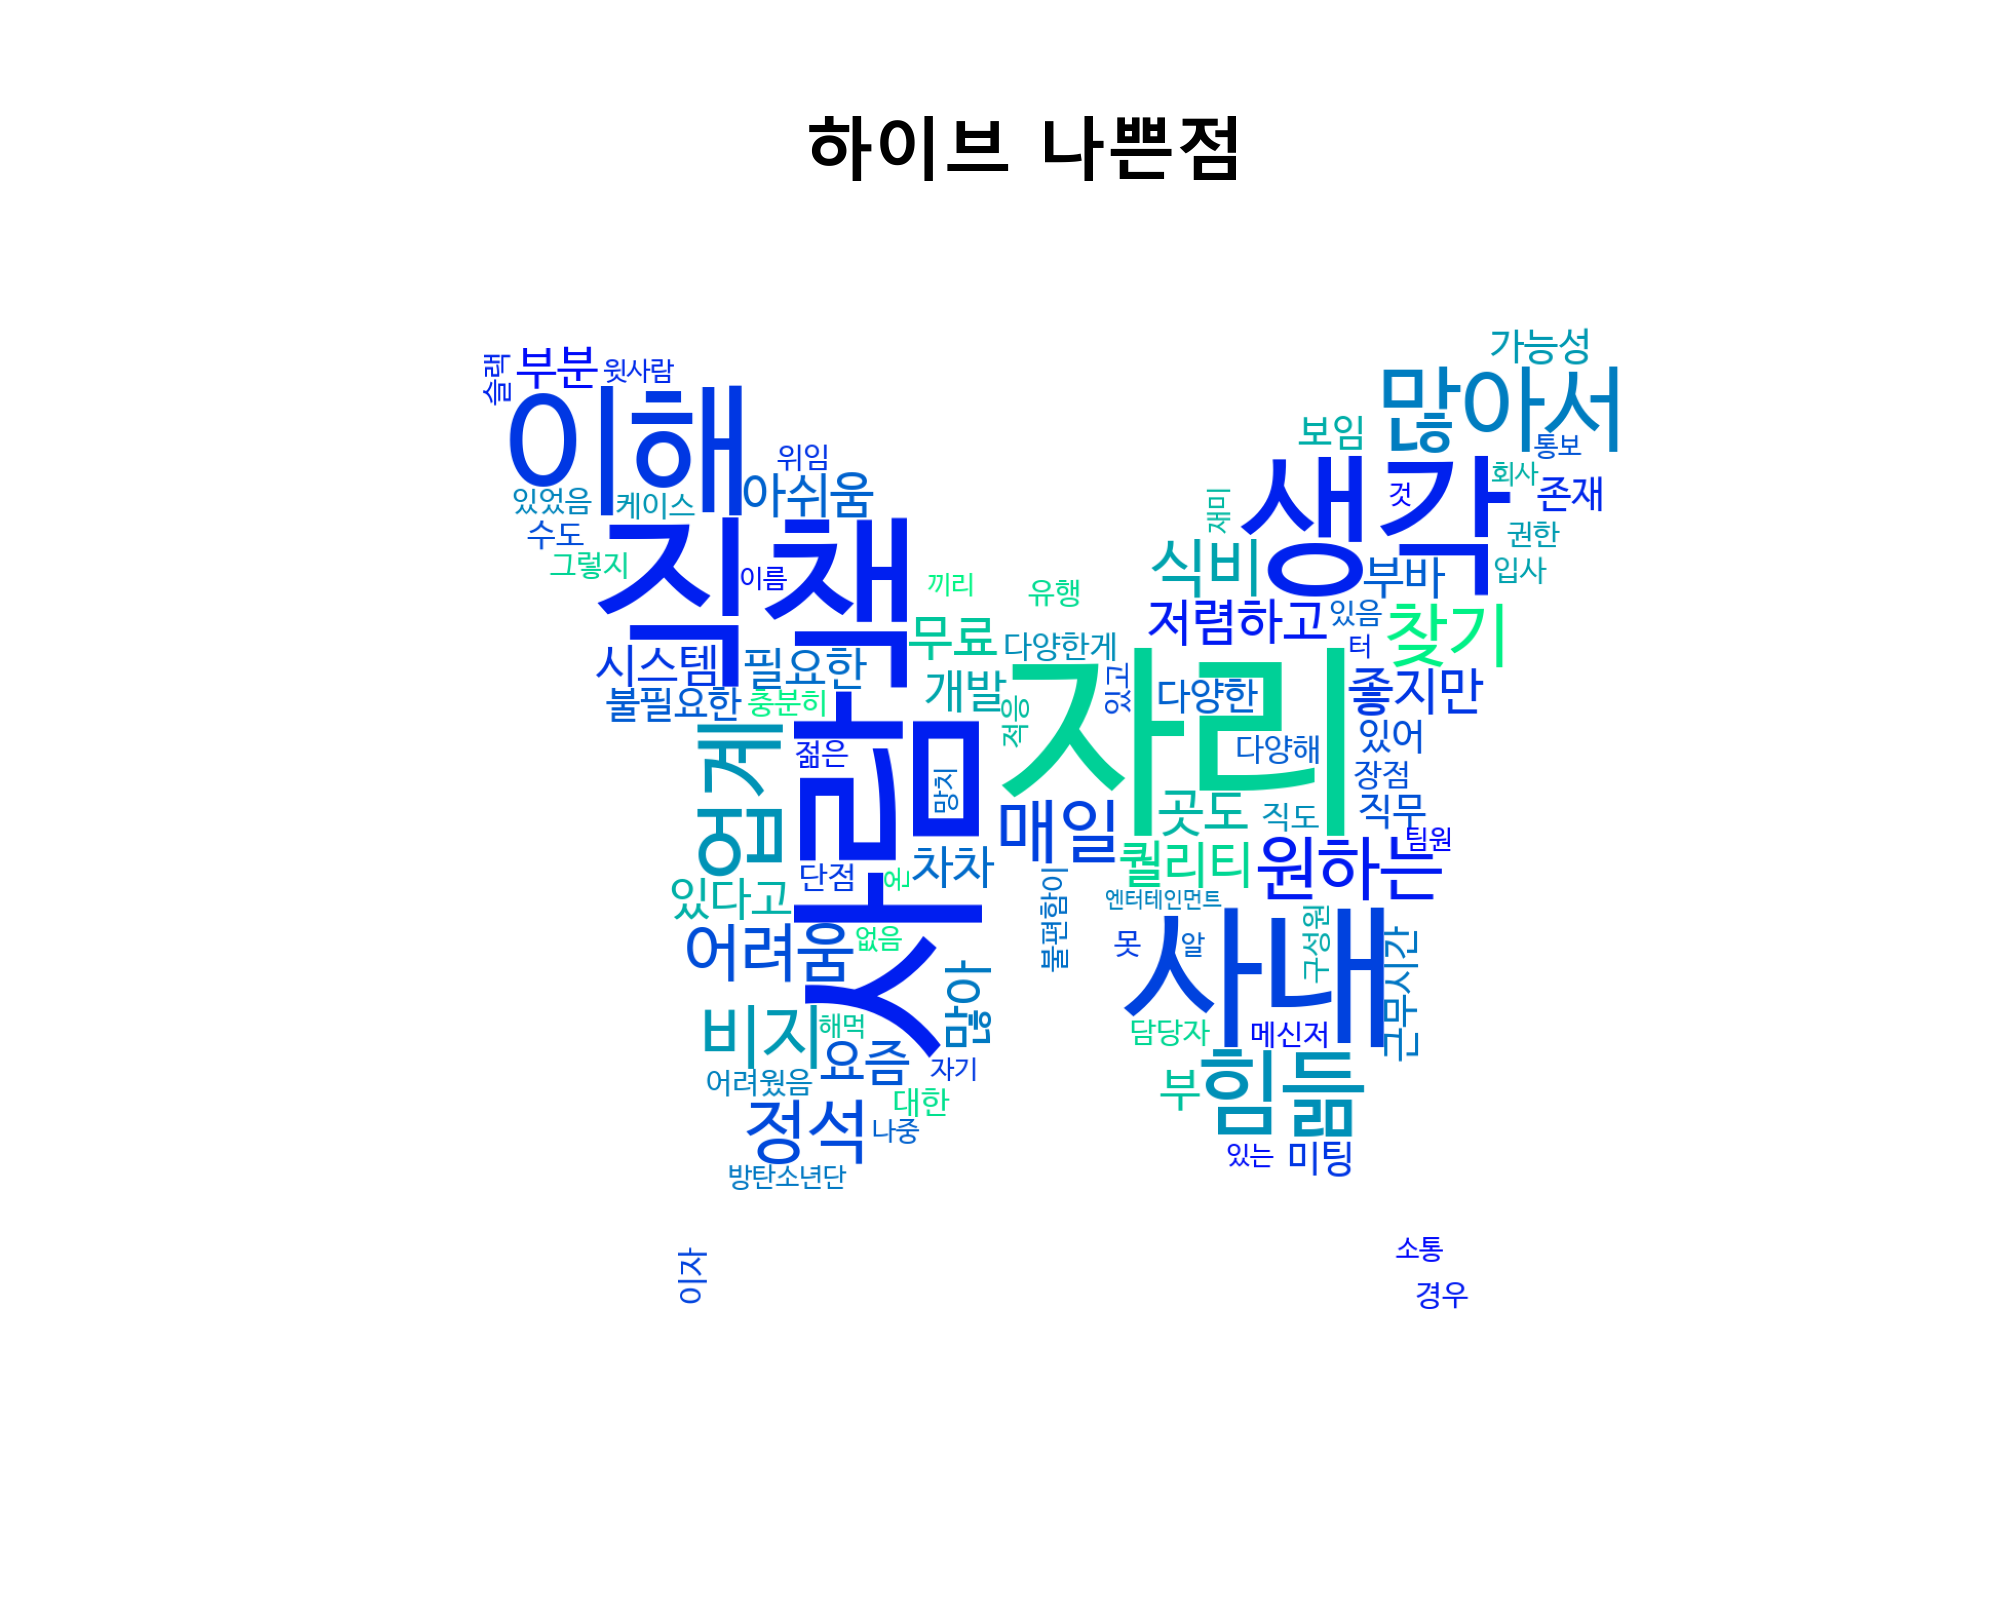 하이브 나쁜점
가능성
슬랙
부분
윗사람
이해
많아서
보임
통보
위임
아쉬움
생각
것
회사
존재
있었음
케이스
재미
수도
권한
그렇지
직책
이름
식비
부바
입사
끼리
유행
저렴하고
있음
찾기
무료
다양한게
터
시스템
필요한
자리
있고
다양한
좋지만
개발
불필요한
충분히
적응
있어
업계
젊은
사람
다양해
망치
장점
매일
곳도
직도
직무
팀원
차차
퀄리티
원하는
단점
있다고
불편함이
엔터테인먼트
어려움
없음
사내
못
알
구성원
근무시간
많아
비지
해먹
담당자
메신저
요즘
자기
어려웠음
부
힘듦
대한
정석
나중
있는
미팅
방탄소년단
이자
소통
경우